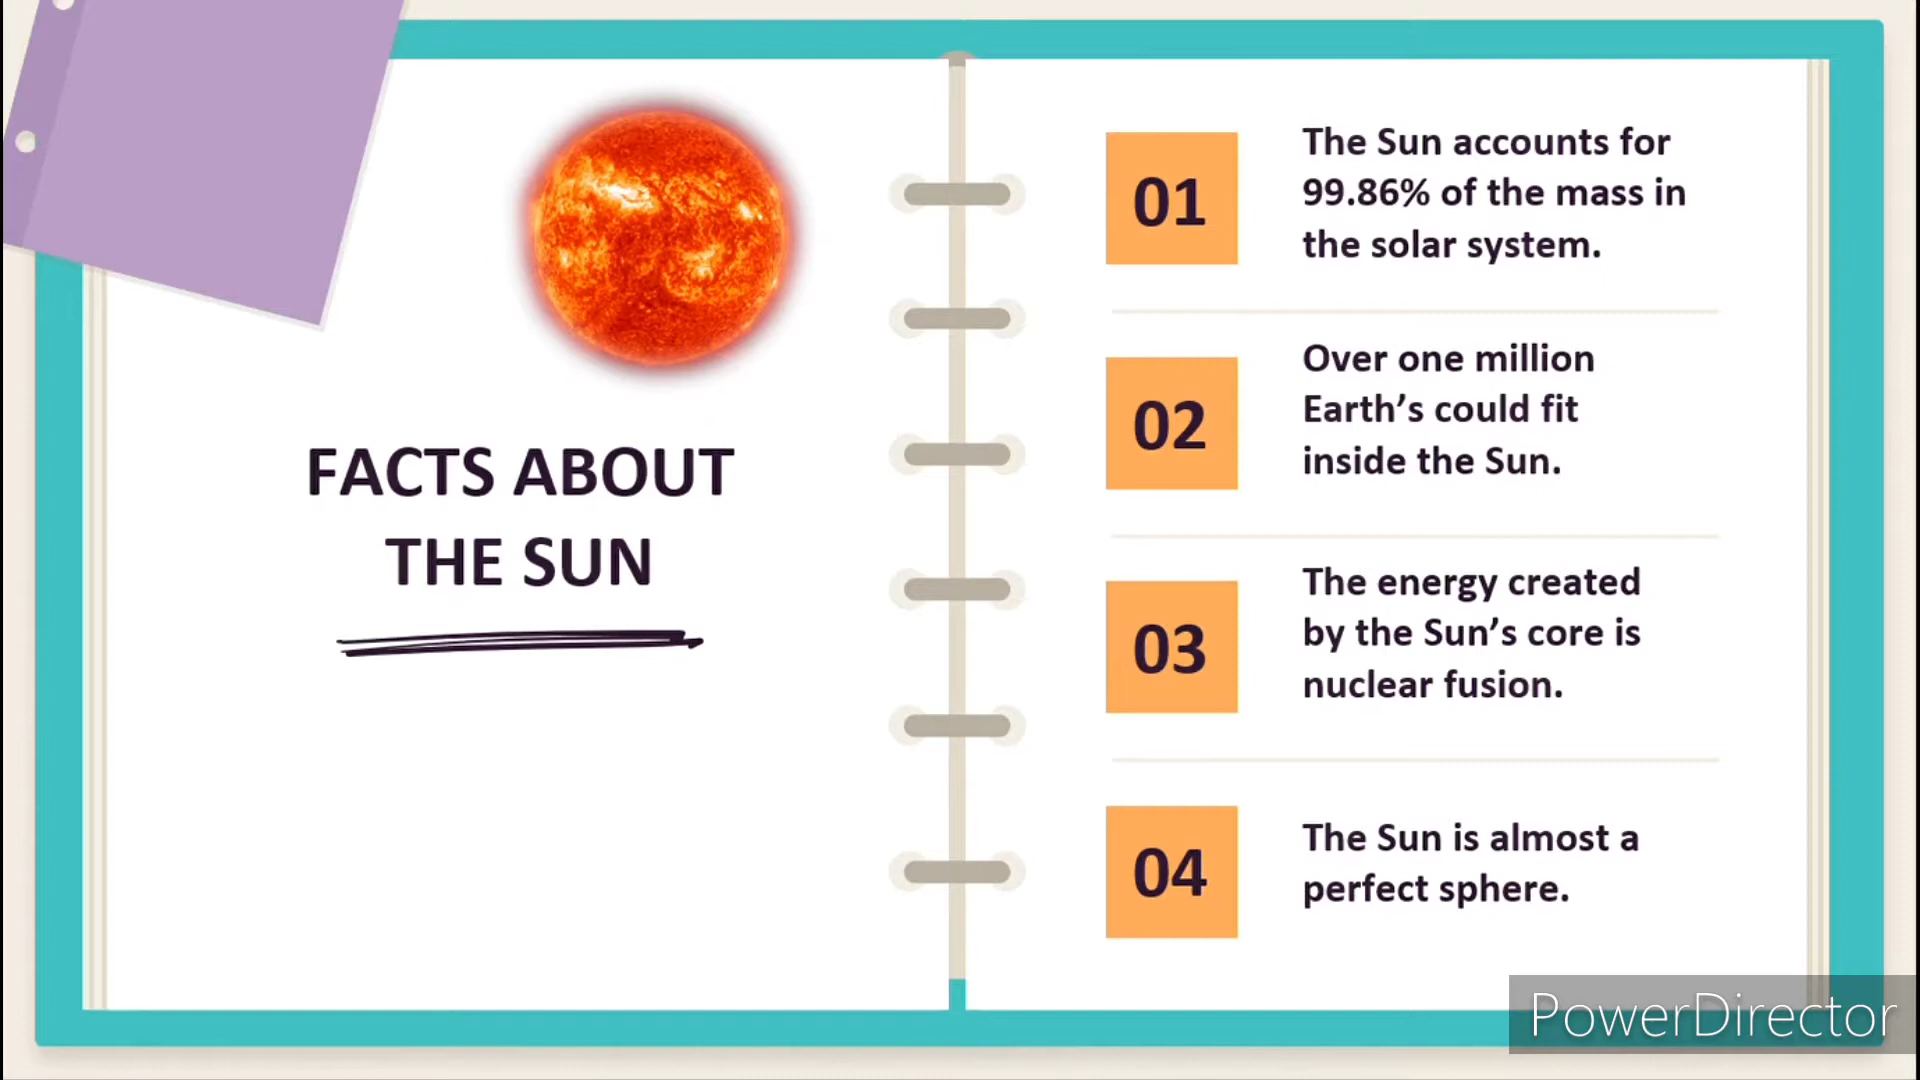 FACTS ABOUT
THE SUN
01
The Sun accounts for
99.86% of the mass in
the solar system.
02
Over one million
Earth’s could fit
inside the Sun.
03
The energy created
by the Sun’s core is
nuclear fusion.
04
The Sun is almost a
perfect sphere.
PowerDirector